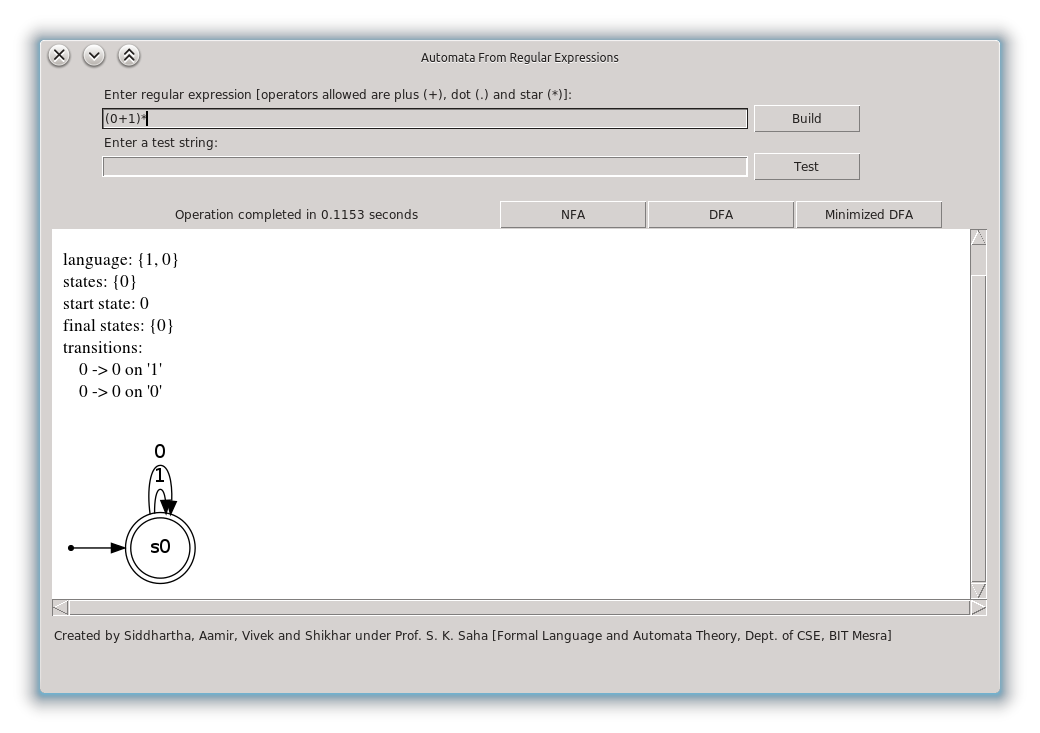 Automata From Regular Expressions
Enter regular expression [operators allowed are plus (+), dot (.) and star (*)]:
(0+1)*
Build
Enter a test string:
Test
Operation completed in 0.1153 seconds
NFA
DFA
Minimized DFA
language: {1, 0}
states: {0}
start state: 0
final states: {0}
transitions:
0 -> 0 on '1'
0 -> 0 on '0'
0
1
s0
Created by Siddhartha, Aamir, Vivek and Shikhar under Prof. S. K. Saha [Formal Language and Automata Theory, Dept. of CSE, BIT Mesra]